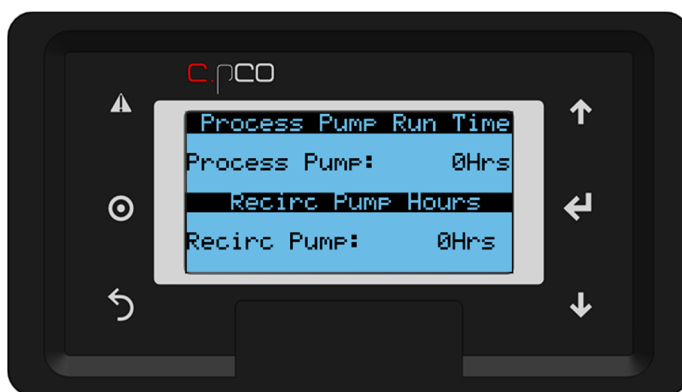 c.pCO
Process Pump Run Time
Process Pump: 0Hrs
Recirc Pump Hours
Recirc Pump: 0Hrs